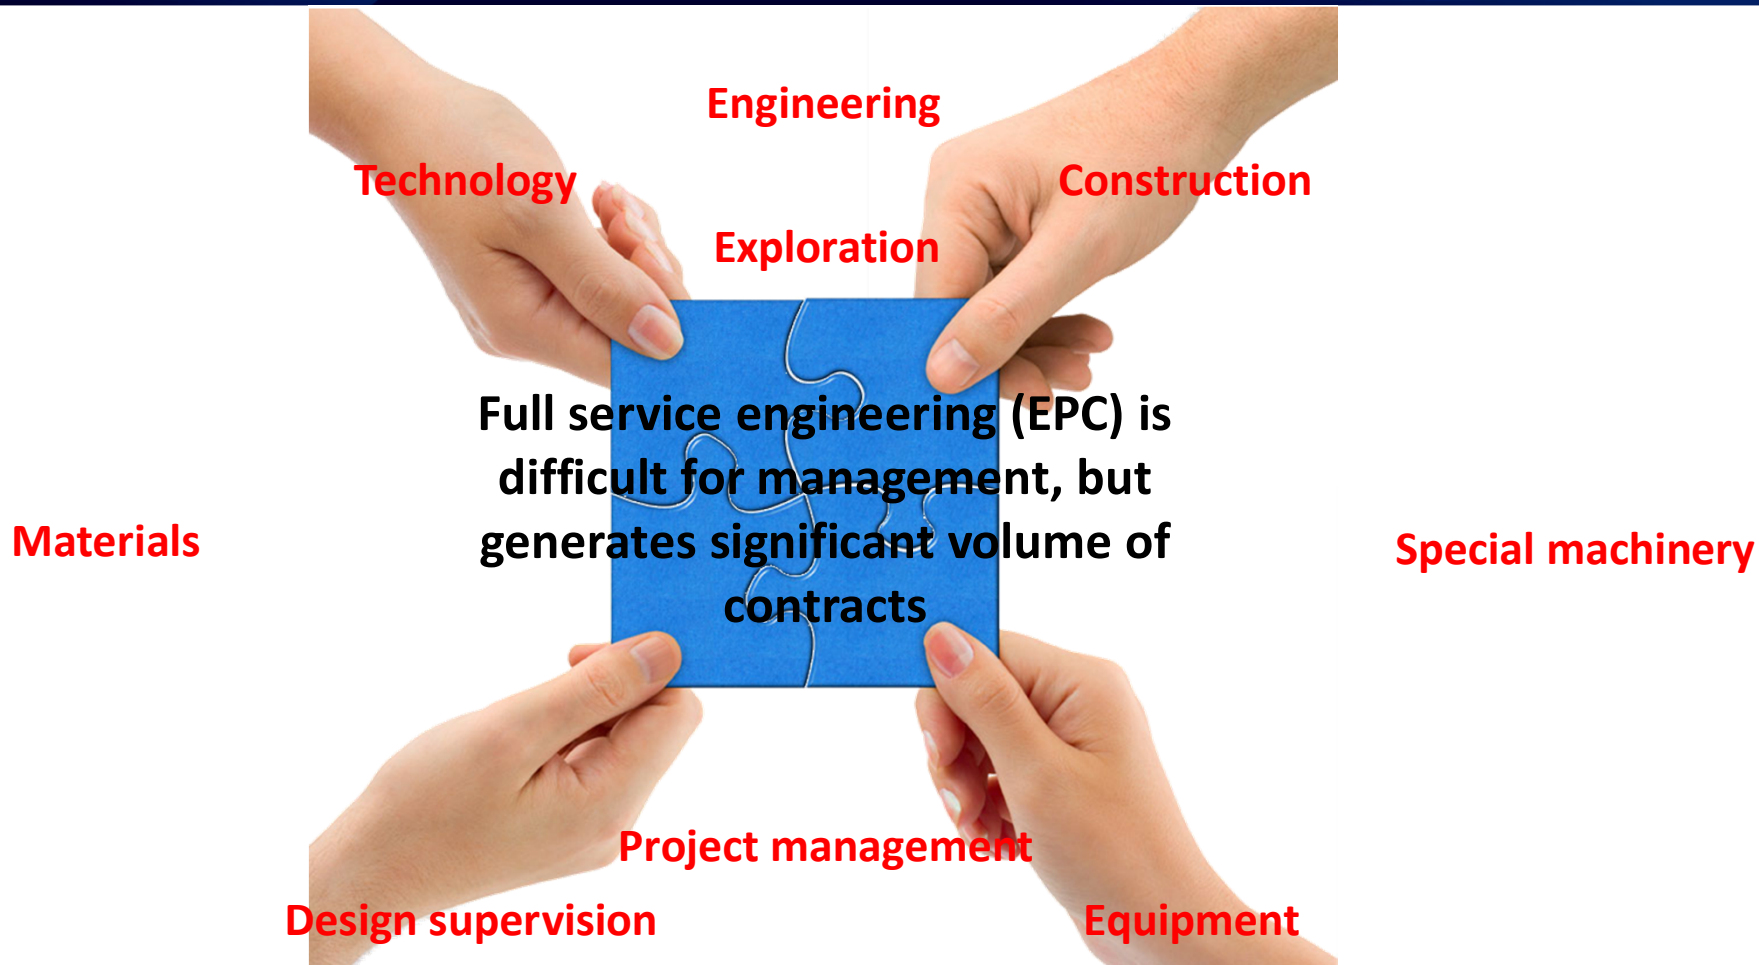 Engineering
Technology
Construction
Exploration
Full service engineering (EPC) is
difficult for management, but
generates significant volume of
contracts
Materials
Special machinery
Project management
Design supervision
Equipment